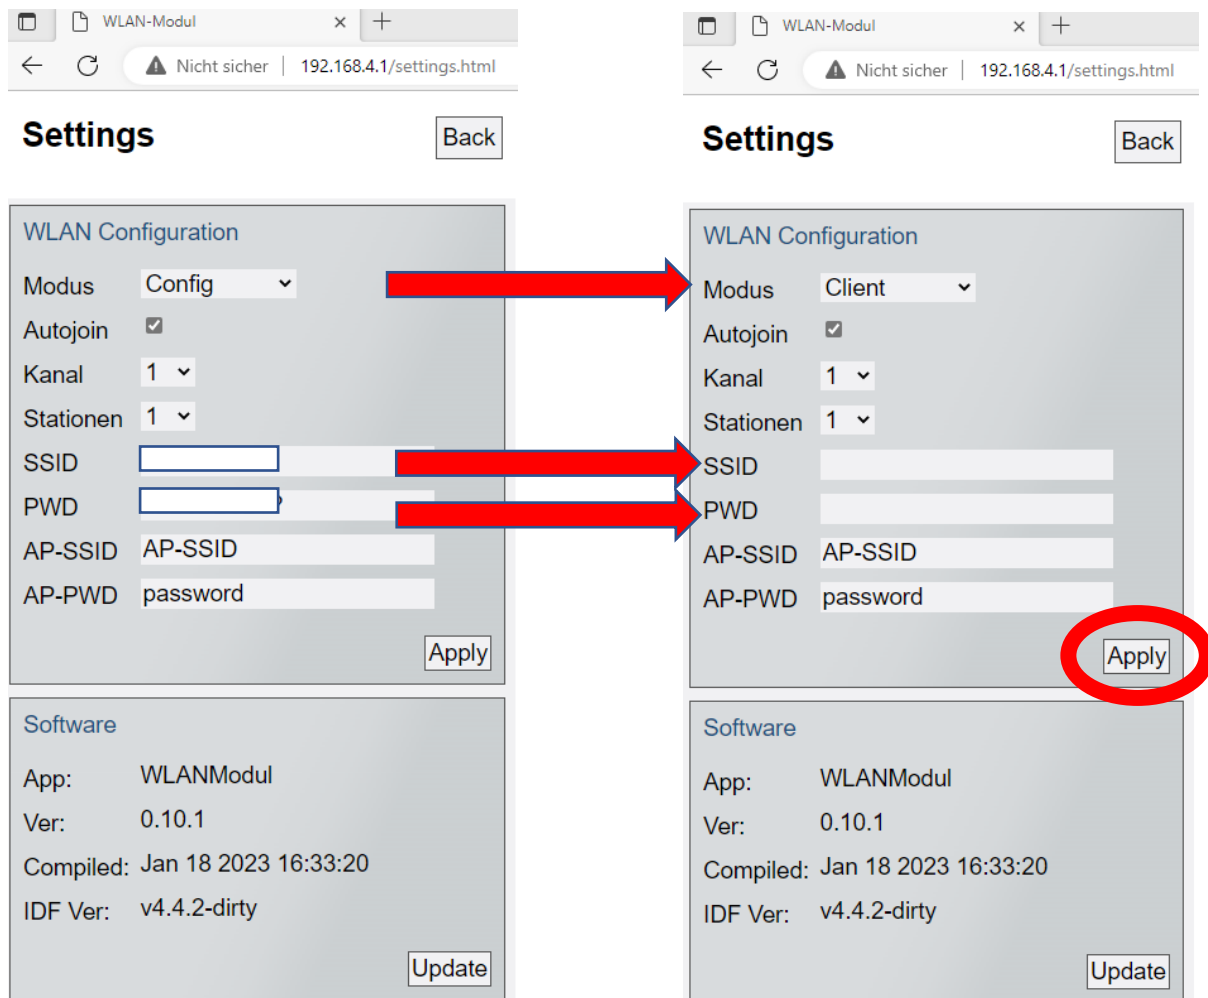 WLAN-Modul
Nicht sicher | 192.168.4.1/settings.html
Settings
Back
WLAN Configuration
Modus Config
Autojoin
Kanal 1
Stationen 1
SSID
PWD
AP-SSID AP-SSID
AP-PWD password
Apply
Software
App: WLANModul
Ver: 0.10.1
Compiled: Jan 18 2023 16:33:20
IDF Ver: v4.4.2-dirty
Update
WLAN-Modul
Nicht sicher | 192.168.4.1/settings.html
Settings
Back
WLAN Configuration
Modus Client
Autojoin
Kanal 1
Stationen 1
SSID
PWD
AP-SSID AP-SSID
AP-PWD password
Apply
Software
App: WLANModul
Ver: 0.10.1
Compiled: Jan 18 2023 16:33:20
IDF Ver: v4.4.2-dirty
Update